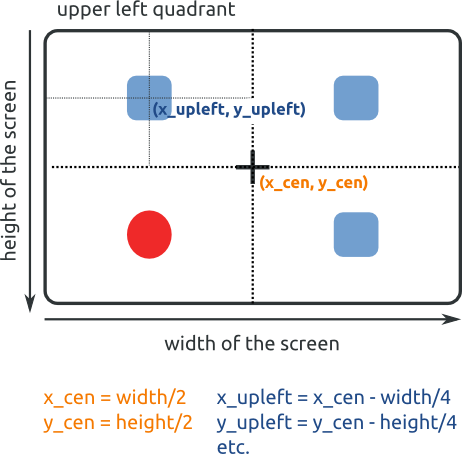 upper left quadrant
height of the screen
(x_upleft, y_upleft)
(x_cen, y_cen)
width of the screen
x_cen = width/2
y_cen = height/2
x_upleft = x_cen - width/4
y_upleft = y_cen - height/4
etc.